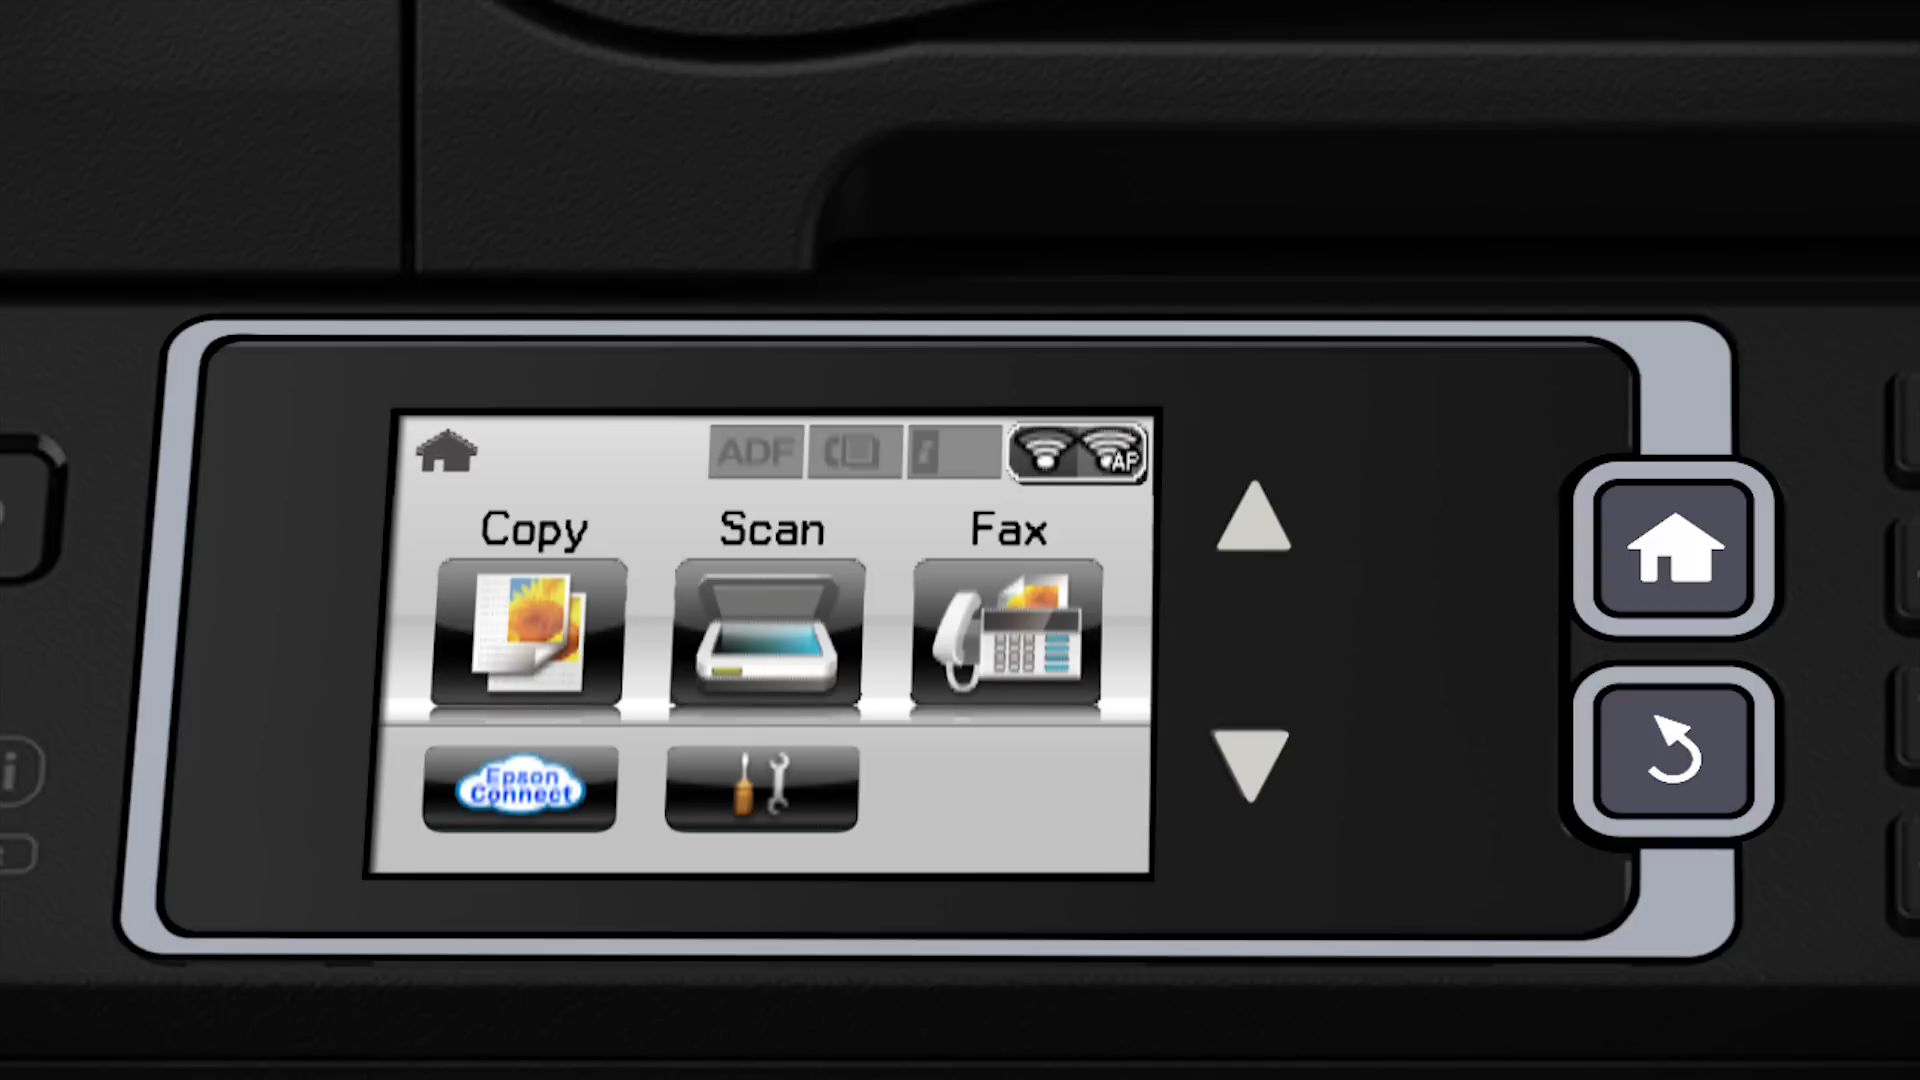 ADF
AP
Copy Scan Fax
Epson
Connect
i